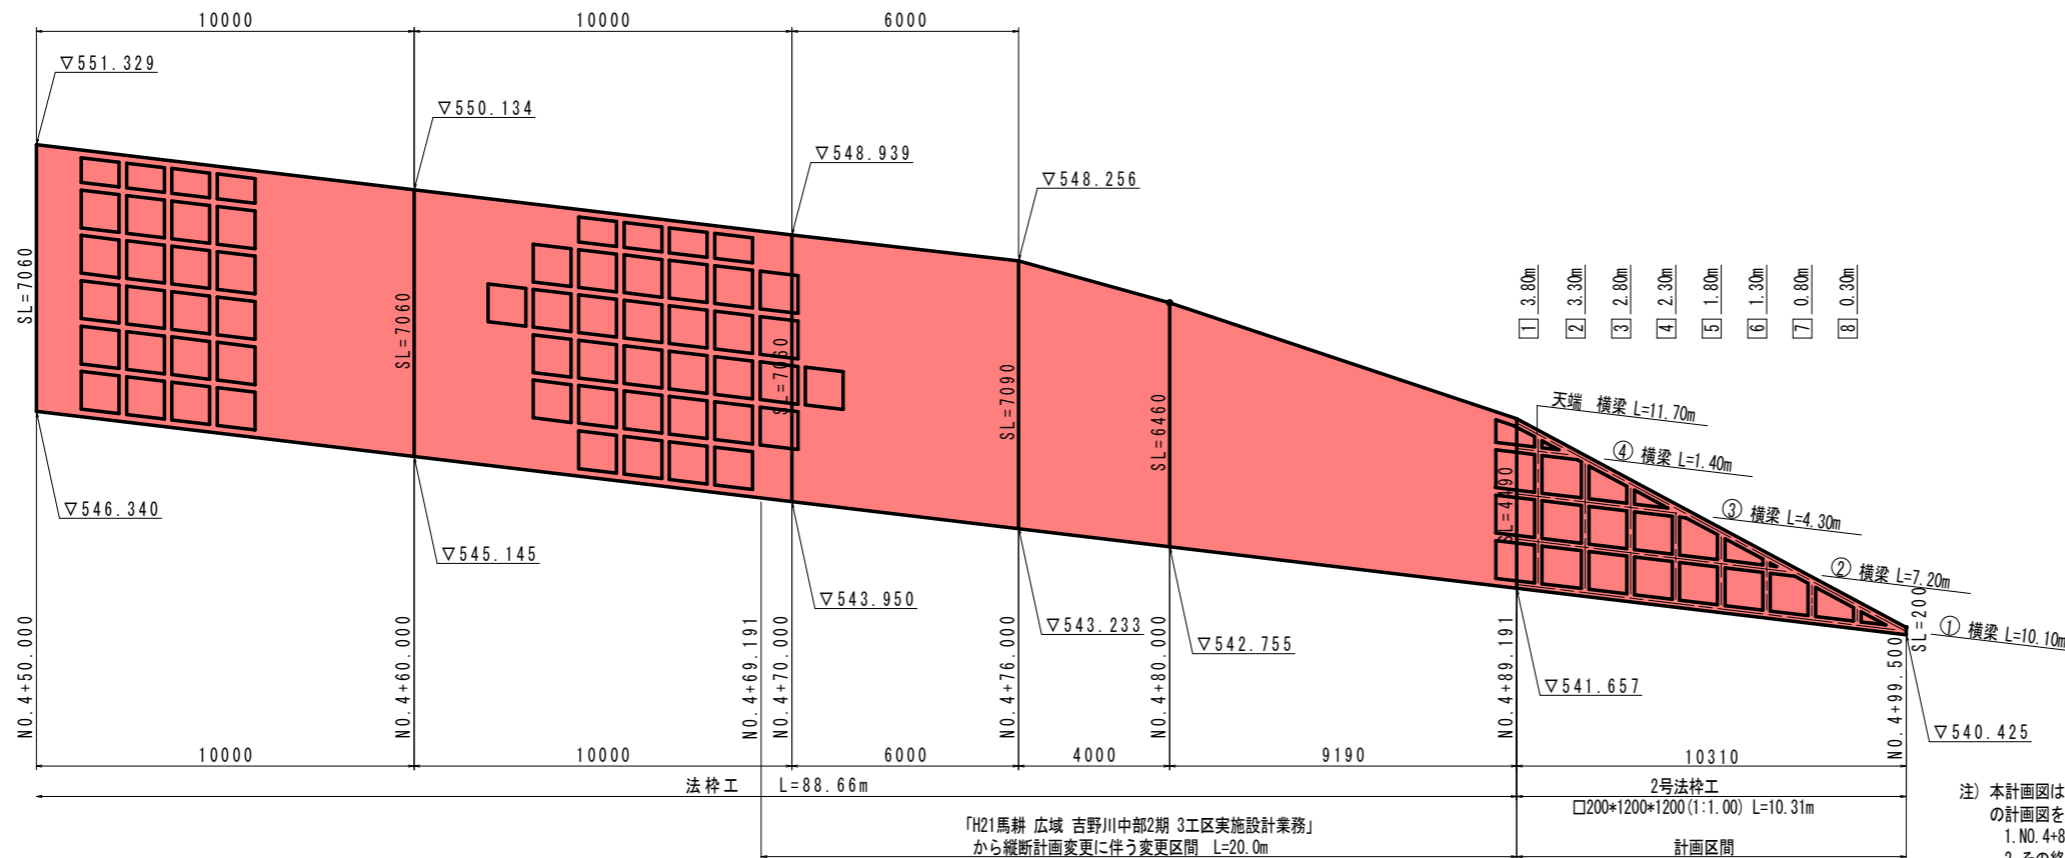 10000
10000
6000
▽551.329
▽550.134
▽548.939
▽548.256
SL=7060
SL=7060
SL=7060
SL=7090
SL=6460
SL=4490
SL=200
1 3.80m
2 3.30m
3 2.80m
4 2.30m
5 1.80m
6 1.30m
7 0.80m
8 0.30m
天端 横梁 L=11.70m
④ 横梁 L=1.40m
③ 横梁 L=4.30m
② 横梁 L=7.20m
① 横梁 L=10.10m
▽546.340
▽545.145
▽543.950
▽543.233
▽542.755
▽541.657
▽540.425
NO.4+50.000
NO.4+60.000
NO.4+69.191
NO.4+70.000
NO.4+76.000
NO.4+80.000
NO.4+89.191
NO.4+99.500
10000
10000
6000
4000
9190
10310
法枠工 L=88.66m
2号法枠工
□200*1200*1200(1:1.00) L=10.31m
「H21馬耕 広域 吉野川中部2期 3工区実施設計業務」
から縦断計画変更に伴う変更区間 L=20.0m
計画区間
注) 本計画図は
の計画図を
1.NO.4+8